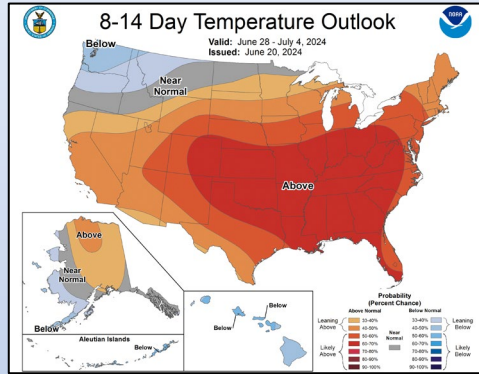 8-14 Day Temperature Outlook
NOAA
Valid: June 28 - July 4, 2024
Issued: June 20, 2024
Below
Near
Normal
Above
Above
Near
Normal
Below
Aleutian Islands
Below
Below
Below
Probability
(Percent Chance)
Above Normal
Below Normal
Leaning
Above
33-40%
40-50%
Near
Normal
33-40%
40-50%
Leaning
Below
Likely
Above
50-60%
60-70%
70-80%
80-90%
90-100%
50-60%
60-70%
70-80%
80-90%
90-100%
Likely
Below